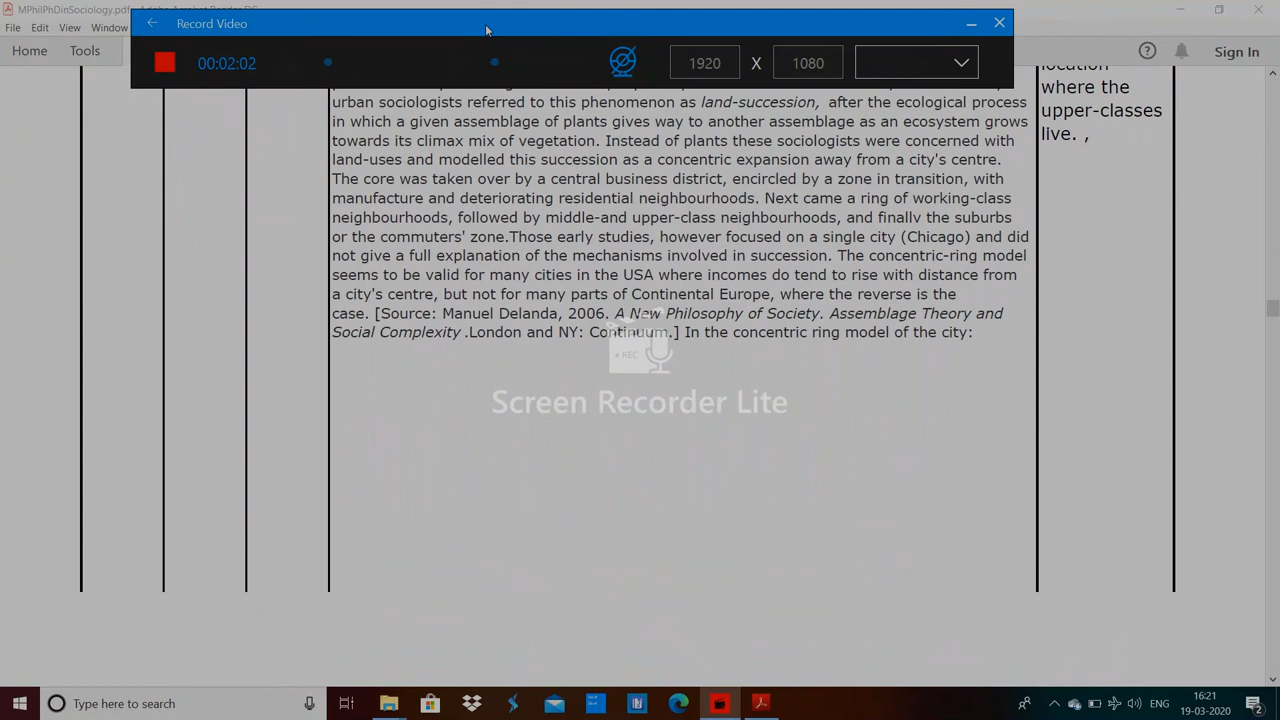 MPhilPhDinSociology.pdf
Record Video
File Edit View Window
00:02:02
1920 X 1080
Home Tools
Sign In
location
urban sociologists referred to this phenomenon as land-succession, after the ecological process
where the
in which a given assemblage of plants gives way to another assemblage as an ecosystem grows
upper-classes
towards its climax mix of vegetation. Instead of plants these sociologists were concerned with
live. ,
land-uses and modelled this succession as a concentric expansion away from a city's centre.
The core was taken over by a central business district, encircled by a zone in transition, with
manufacture and deteriorating residential neighbourhoods. Next came a ring of working-class
neighbourhoods, followed by middle-and upper-class neighbourhoods, and finally the suburbs
or the commuters' zone.Those early studies, however focused on a single city (Chicago) and did
not give a full explanation of the mechanisms involved in succession. The concentric-ring model
seems to be valid for many cities in the USA where incomes do tend to rise with distance from
a city's centre, but not for many parts of Continental Europe, where the reverse is the
case. [Source: Manuel Delanda, 2006. A New Philosophy of Society. Assemblage Theory and
Social Complexity .London and NY: Continuum.] In the concentric ring model of the city:
REC
Screen Recorder Lite
Type here to search
ENG
16:21
19-03-2020
2